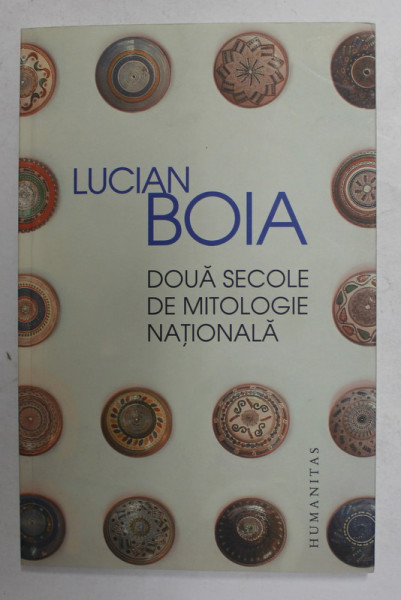 LUCIAN
BOIA
DOUĂ SECOLE
DE MITOLOGIE
NAȚIONALĂ
HUMANITAS